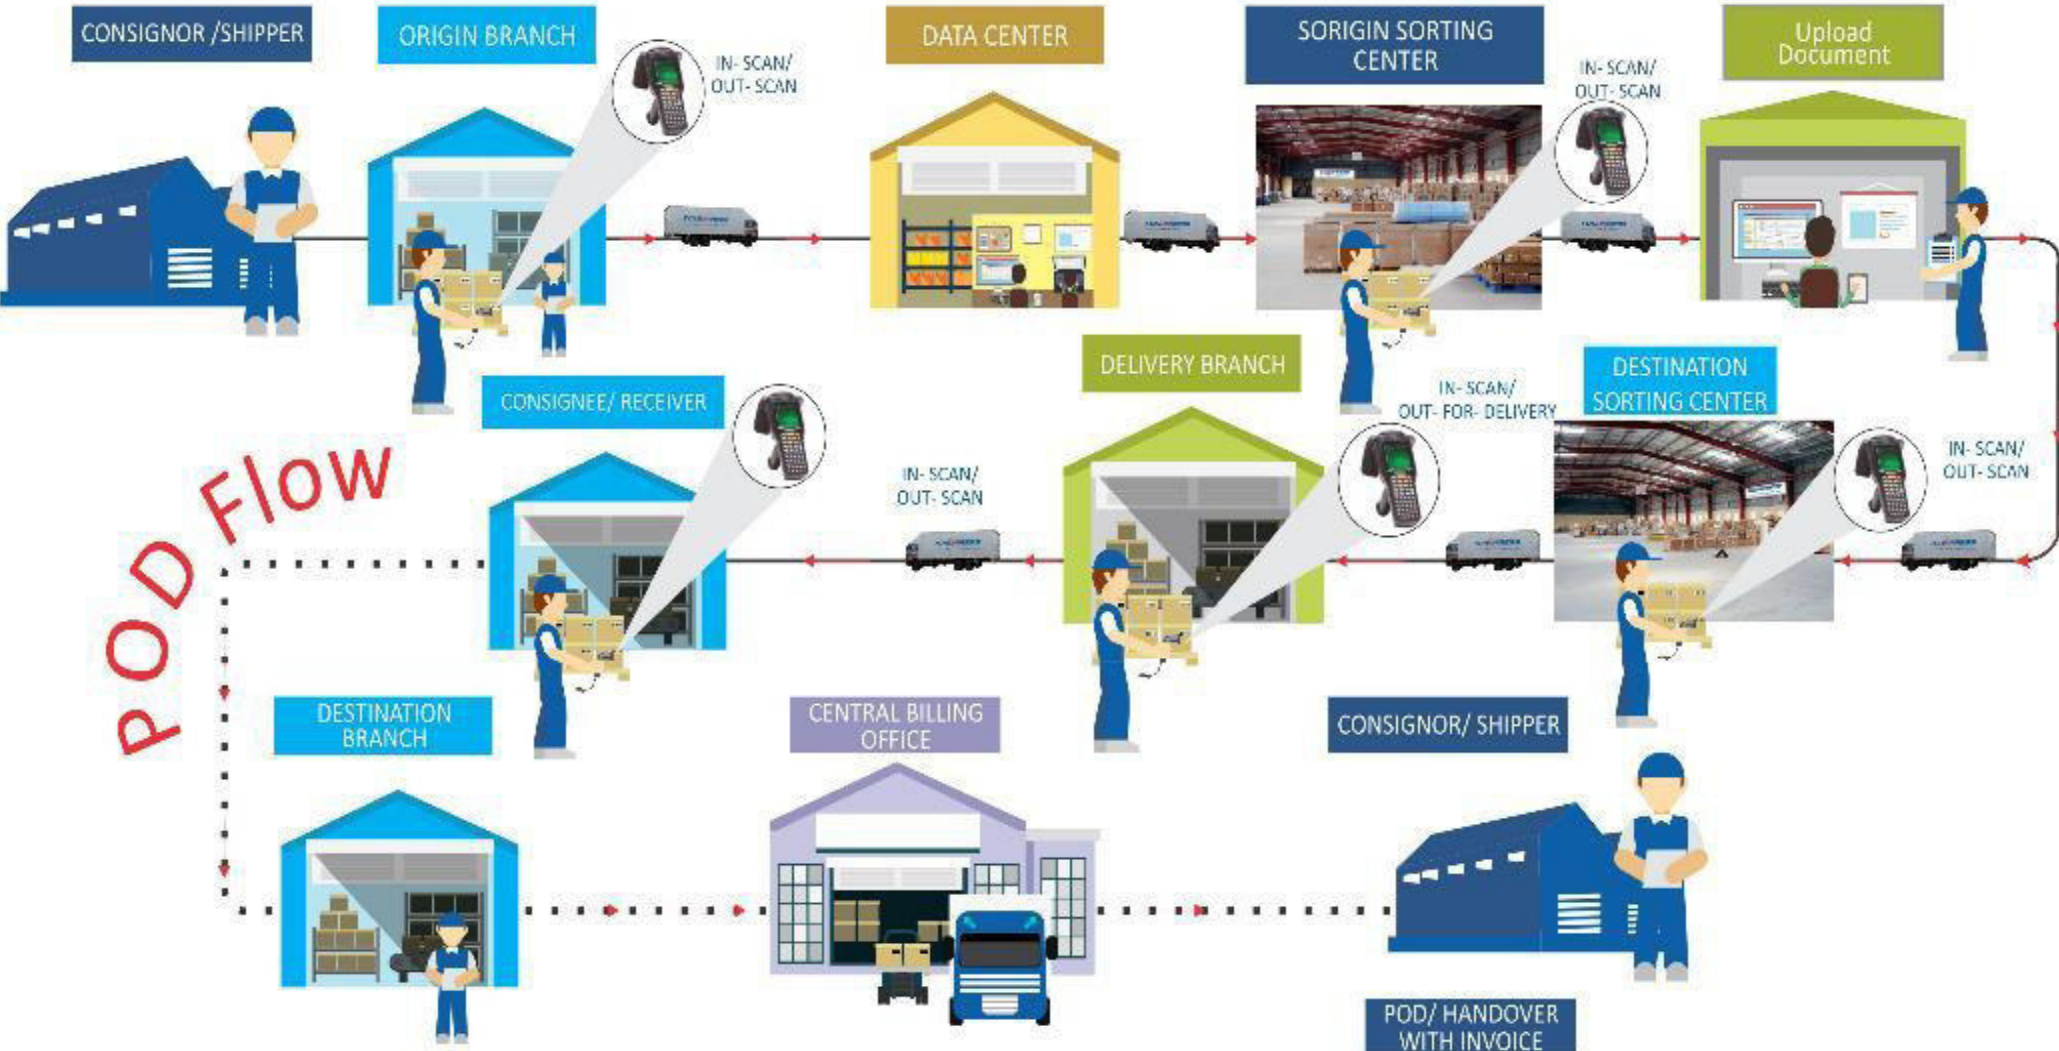 CONSIGNOR /SHIPPER
ORIGIN BRANCH
IN- SCAN/
OUT- SCAN
DATA CENTER
SORIGIN SORTING
CENTER
IN- SCAN/
OUT- SCAN
Upload
Document
CONSIGNEE/ RECEIVER
IN- SCAN/
OUT- SCAN
DELIVERY BRANCH
IN- SCAN/
OUT- FOR- DELIVERY
DESTINATION
SORTING CENTER
IN- SCAN/
OUT- SCAN
POD Flow
DESTINATION
BRANCH
CENTRAL BILLING
OFFICE
CONSIGNOR/ SHIPPER
POD/ HANDOVER
WITH INVOICE